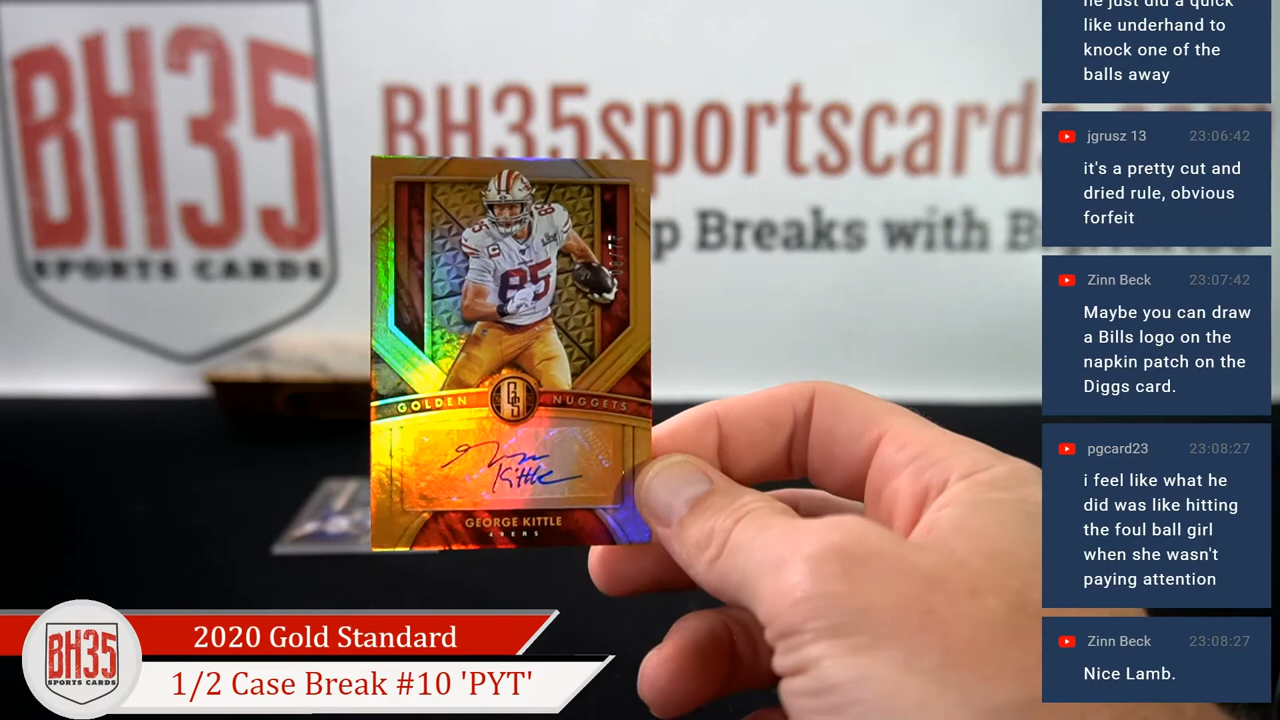 BH35
SPORTS CARDS
BH35sportscards.com
p Breaks with
85
GOLDEN GS NUGGETS
Kittle
GEORGE KITTLE
49ERS
BH35
SPORTS CARDS
2020 Gold Standard
1/2 Case Break #10 'PYT'
he just did a quick
like underhand to
knock one of the
balls away
jgrusz 13 23:06:42
it's a pretty cut and
dried rule, obvious
forfeit
Zinn Beck 23:07:42
Maybe you can draw
a Bills logo on the
napkin patch on the
Diggs card.
pgcard23 23:08:27
i feel like what he
did was like hitting
the foul ball girl
when she wasn't
paying attention
Zinn Beck 23:08:27
Nice Lamb.